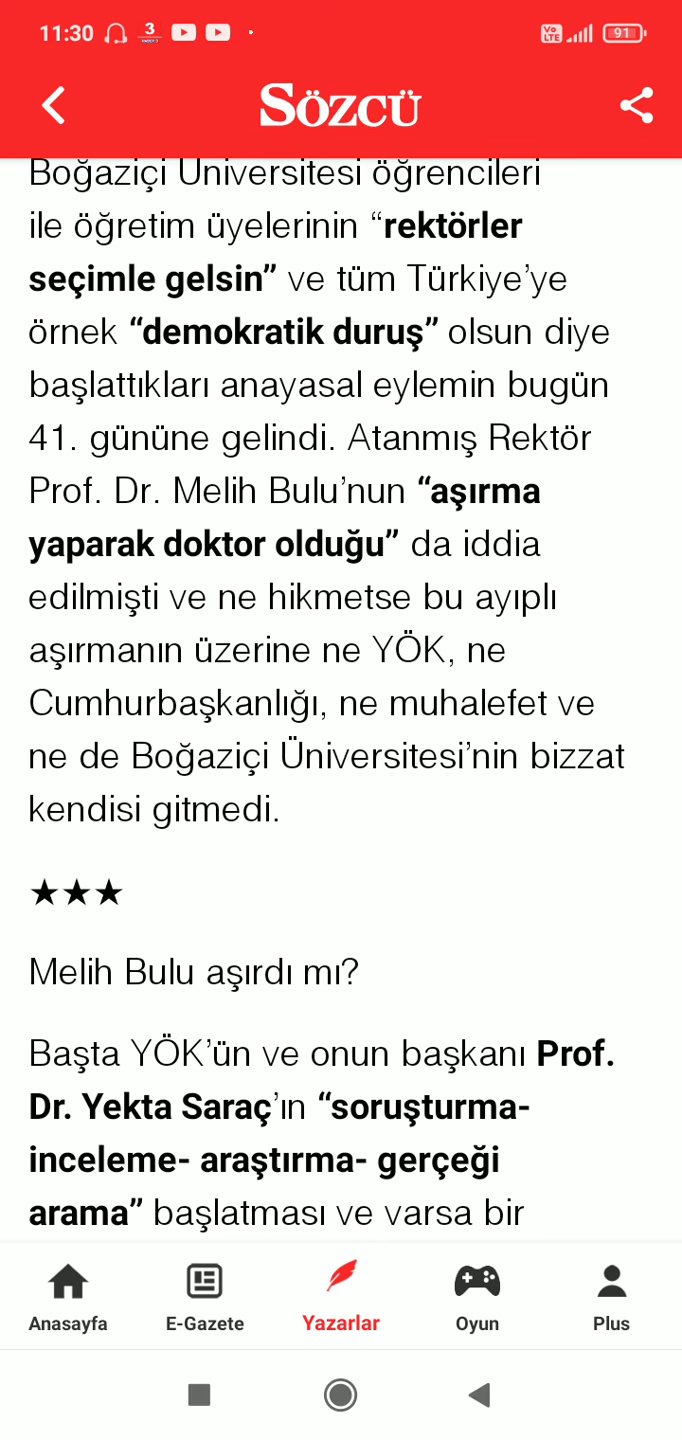 11:30
3
Vo
LTE
91
SÖZCÜ
Boğaziçi Üniversitesi öğrencileri
ile öğretim üyelerinin “rektörler
seçimle gelsin” ve tüm Türkiye’ye
örnek “demokratik duruş” olsun diye
başlattıkları anayasal eylemin bugün
41. gününe gelindi. Atanmış Rektör
Prof. Dr. Melih Bulu’nun “aşırma
yaparak doktor olduğu” da iddia
edilmişti ve ne hikmetse bu ayıplı
aşırmanın üzerine ne YÖK, ne
Cumhurbaşkanlığı, ne muhalefet ve
ne de Boğaziçi Üniversitesi’nin bizzat
kendisi gitmedi.
★★★
Melih Bulu aşırdı mı?
Başta YÖK’ün ve onun başkanı Prof.
Dr. Yekta Saraç’ın “soruşturma-
inceleme- araştırma- gerçeği
arama” başlatması ve varsa bir
Anasayfa
E-Gazete
Yazarlar
Oyun
Plus